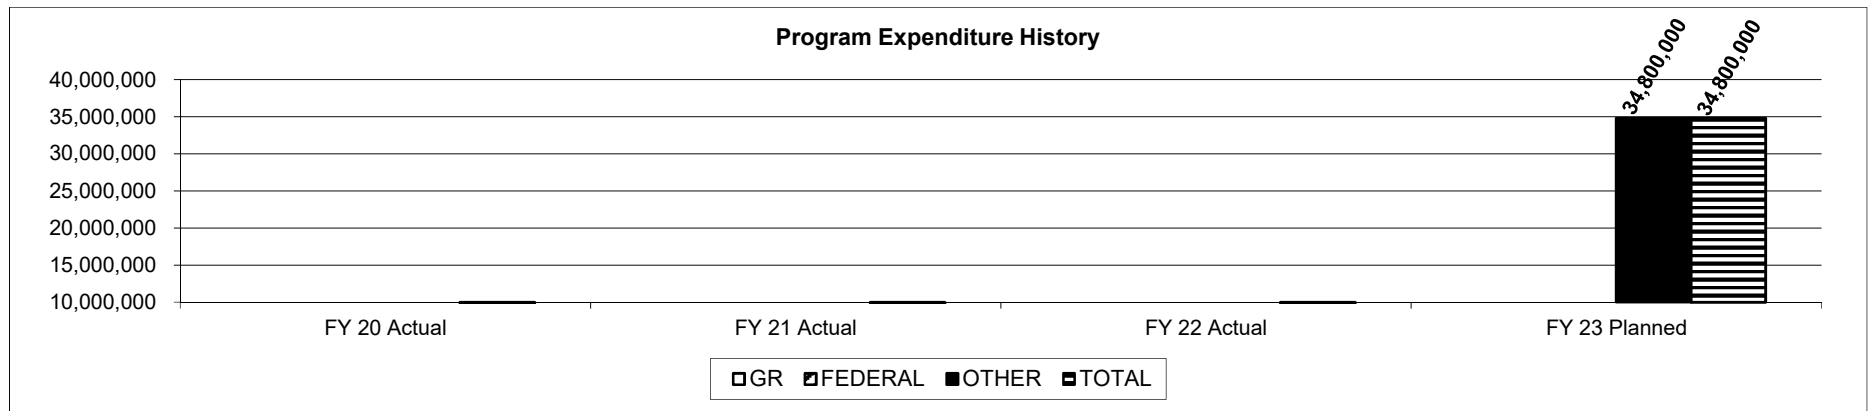 Program Expenditure History
34,800,000
34,800,000
40,000,000
35,000,000
30,000,000
25,000,000
20,000,000
15,000,000
10,000,000
FY 20 Actual
FY 21 Actual
FY 22 Actual
FY 23 Planned
GR FEDERAL OTHER TOTAL